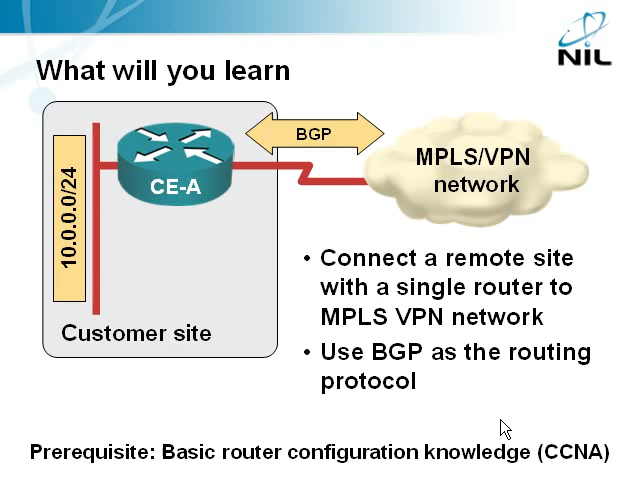 NIL
What will you learn
BGP
MPLS/VPN
network
CE-A
10.0.0.0/24
Customer site
• Connect a remote site
with a single router to
MPLS VPN network
• Use BGP as the routing
protocol
Prerequisite: Basic router configuration knowledge (CCNA)